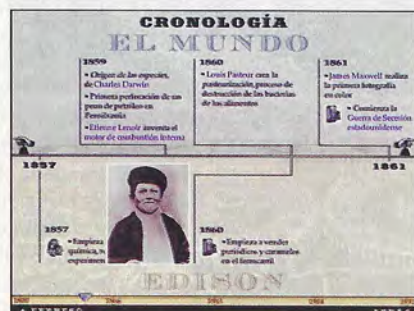 CRONOLOGÍA
EL MUNDO
1859
• Origen de las especies,
de Charles Darwin
• Primera perforación de un
pozo de petróleo en
Pensilvania
• Etienne Lenoir inventa el
motor de combustión interna
1860
• Louis Pasteur crea la
pasteurización, proceso de
destrucción de las bacterias
de los alimentos
1861
• James Maxwell realiza
la primera fotografía
en color
• Comienza la
Guerra de Secesión
estadounidense
1857
1861
1857
• Empieza
química,
experimen
1860
• Empieza a vender
periódicos y caramelos
en el ferrocarril
EDISON